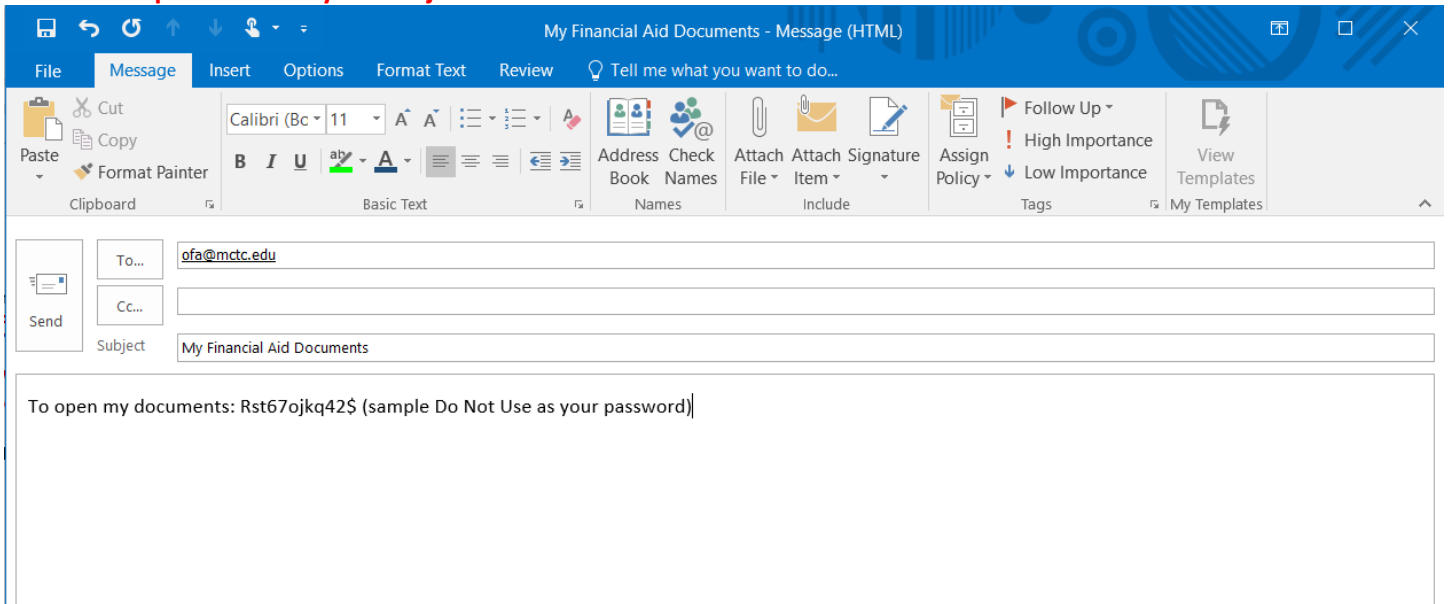 My Financial Aid Documents - Message (HTML)
File Message Insert Options Format Text Review Tell me what you want to do...
Paste
Cut
Copy
Format Painter
Clipboard
Calibri (Bc 11
B I U
Basic Text
Address Book
Check Names
Names
Attach File
Attach Item
Signature
Include
Assign Policy
Follow Up
High Importance
Low Importance
Tags
View Templates
My Templates
Send
To... ofa@mctc.edu
Cc...
Subject My Financial Aid Documents
To open my documents: Rst67ojkq42$ (sample Do Not Use as your password)